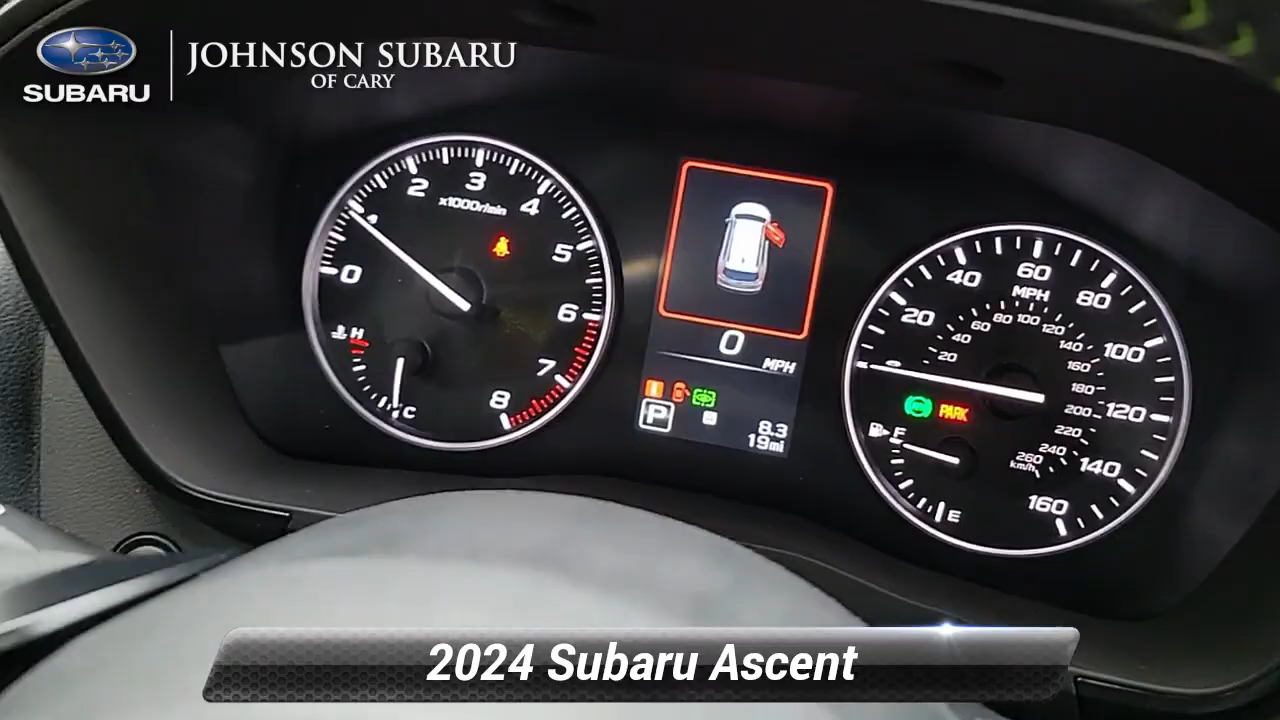 SUBARU
JOHNSON SUBARU
OF CARY
0
2
3
4
5
6
7
8
x1000r/min
H
C
0
MPH
P
8.3
19mi
20
40
60
80
100
120
140
160
MPH
20
40
60
80
100
120
140
160
180
200
220
240
260
km/h
PARK
F
E
2024 Subaru Ascent